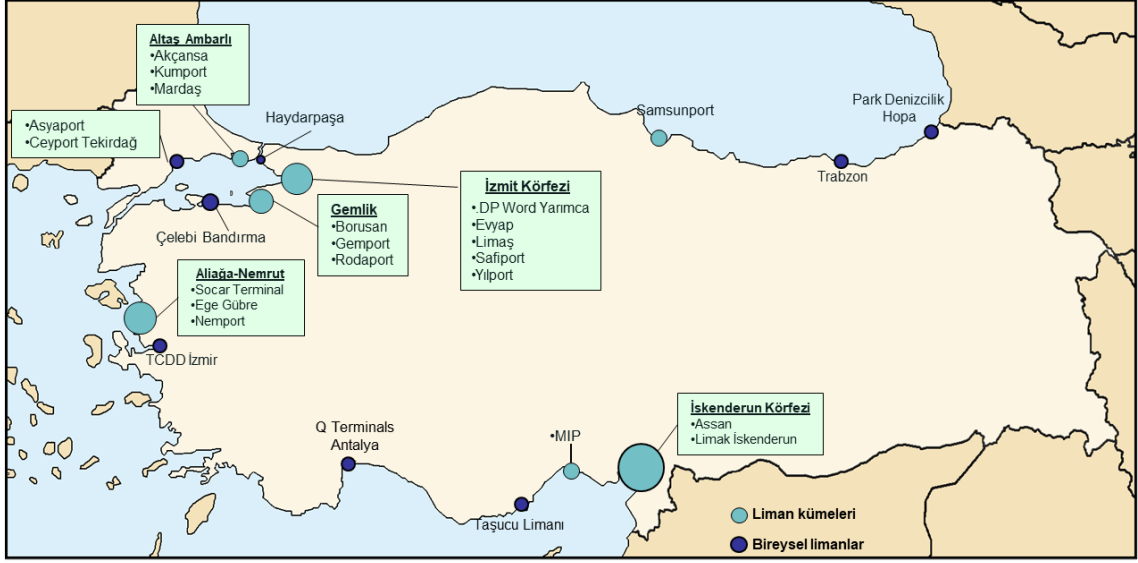 Altaş Ambarlı
•Akçansa
•Kumport
•Mardaş
•Asyaport
•Ceyport Tekirdağ
Haydarpaşa
Samsunport
Park Denizcilik
Hopa
Trabzon
İzmit Körfezi
•.DP Word Yarımca
•Evyap
•Limaş
•Safiport
•Yılport
Gemlik
•Borusan
•Gemport
•Rodaport
Çelebi Bandırma
Aliağa-Nemrut
•Socar Terminal
•Ege Gübre
•Nemport
TCDD İzmir
Q Terminals
Antalya
•MIP
Taşucu Limanı
İskenderun Körfezi
•Assan
•Limak İskenderun
Liman kümeleri
Bireysel limanlar